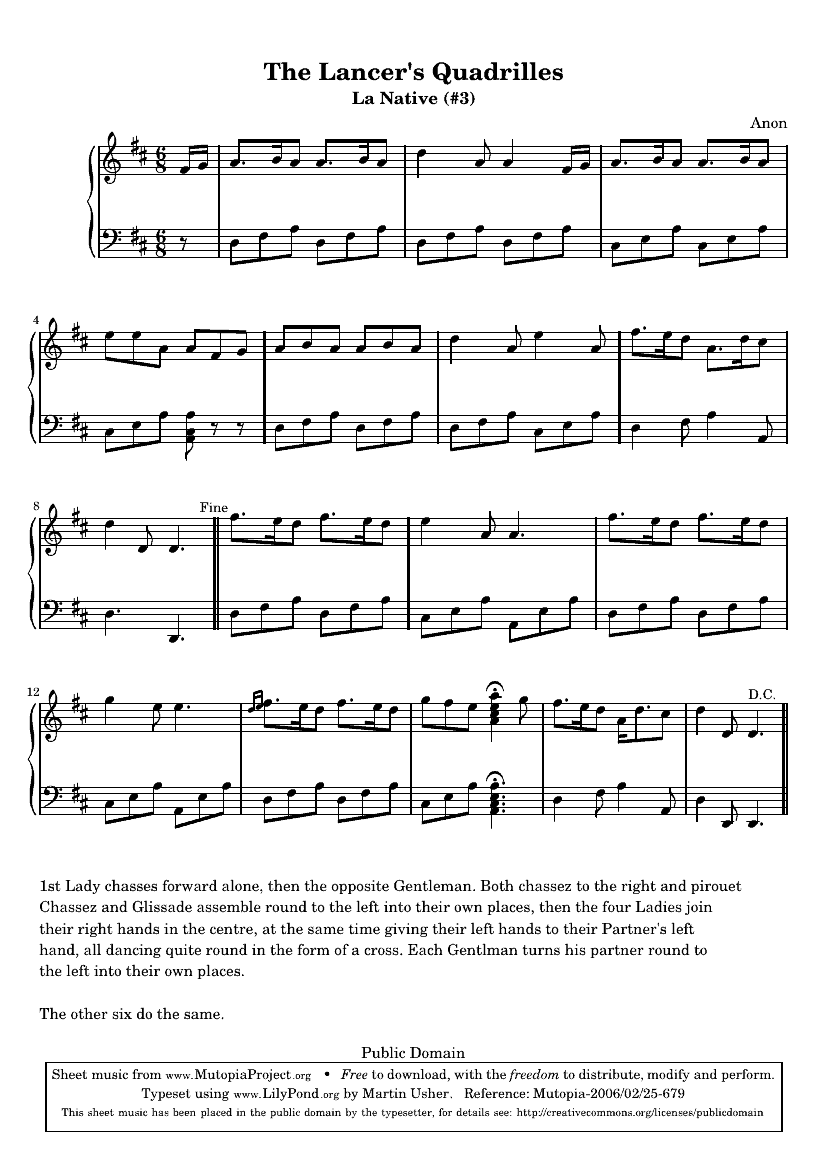 The Lancer's Quadrilles
La Native (#3)
Anon
6
8
6
8
4
8
Fine
12
D.C.
1st Lady chasses forward alone, then the opposite Gentleman. Both chassez to the right and pirouet
Chassez and Glissade assemble round to the left into their own places, then the four Ladies join
their right hands in the centre, at the same time giving their left hands to their Partner's left
hand, all dancing quite round in the form of a cross. Each Gentlman turns his partner round to
the left into their own places.
The other six do the same.
Public Domain
Sheet music from www.MutopiaProject.org • Free to download, with the freedom to distribute, modify and perform.
Typeset using www.LilyPond.org by Martin Usher. Reference: Mutopia-2006/02/25-679
This sheet music has been placed in the public domain by the typesetter, for details see: http://creativecommons.org/licenses/publicdomain